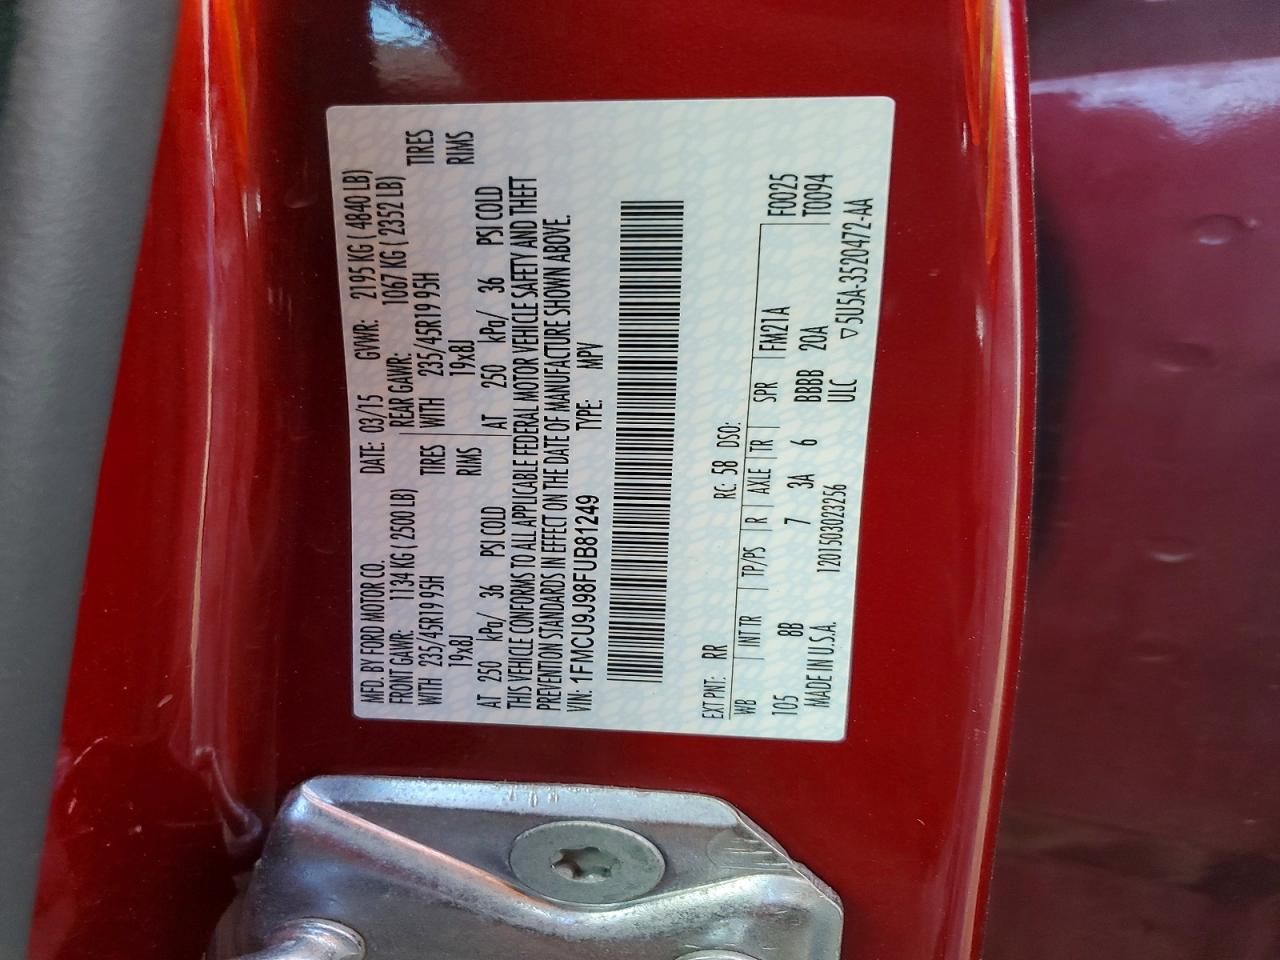 MFD. BY FORD MOTOR CO. DATE: 03/15 GVWR: 2195 KG ( 4840 LB)
FRONT GAWR: 1134 KG ( 2500 LB) REAR GAWR: 1067 KG ( 2352 LB)
WITH 235/45R19 95H TIRES WITH 235/45R19 95H TIRES
19x8J RIMS 19x8J RIMS
AT 250 kPa/ 36 PSI COLD AT 250 kPa/ 36 PSI COLD
THIS VEHICLE CONFORMS TO ALL APPLICABLE FEDERAL MOTOR VEHICLE SAFETY AND THEFT
PREVENTION STANDARDS IN EFFECT ON THE DATE OF MANUFACTURE SHOWN ABOVE.
VIN: 1FMCU9J98FUB81249 TYPE: MPV
EXT PNT: RR RC: 58 DSO:
WB INT TR TP/PS R AXLE TR SPR FM21A F0025
105 8B 7 3A 6 BBBB 20A T0094
MADE IN U.S.A. 120150302325 6 ULC ▽5U5A-3520472-AA